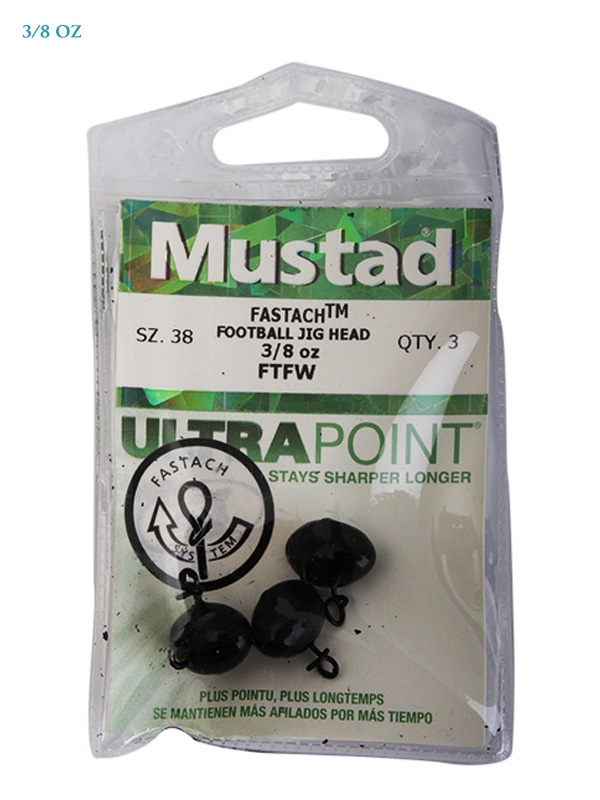 3/8 OZ
Mustad®
FASTACH™
SZ. 38 FOOTBALL JIG HEAD QTY. 3
3/8 oz
FTFW
ULTRAPOINT®
STAYS SHARPER LONGER
FASTACH
SYSTEM
PLUS POINTU, PLUS LONGTEMPS
SE MANTIENEN MÁS AFILADOS POR MÁS TIEMPO